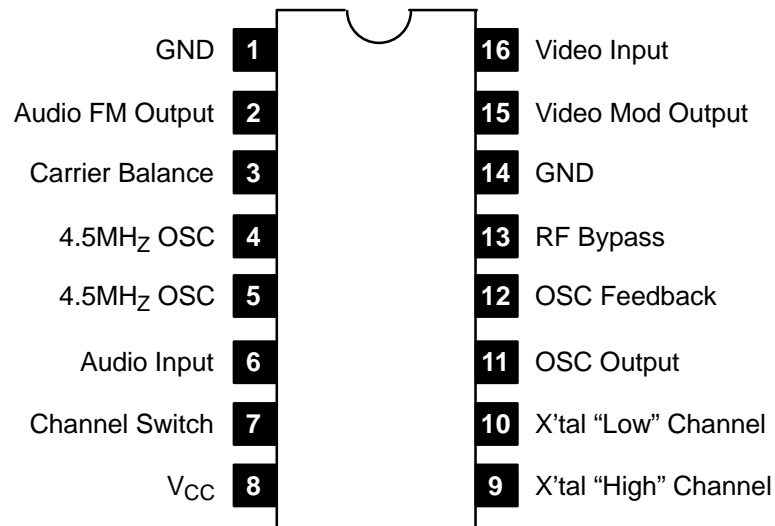 GND 1 16 Video Input
Audio FM Output 2 15 Video Mod Output
Carrier Balance 3 14 GND
4.5MHZ OSC 4 13 RF Bypass
4.5MHZ OSC 5 12 OSC Feedback
Audio Input 6 11 OSC Output
Channel Switch 7 10 X’tal “Low” Channel
VCC 8 9 X’tal “High” Channel